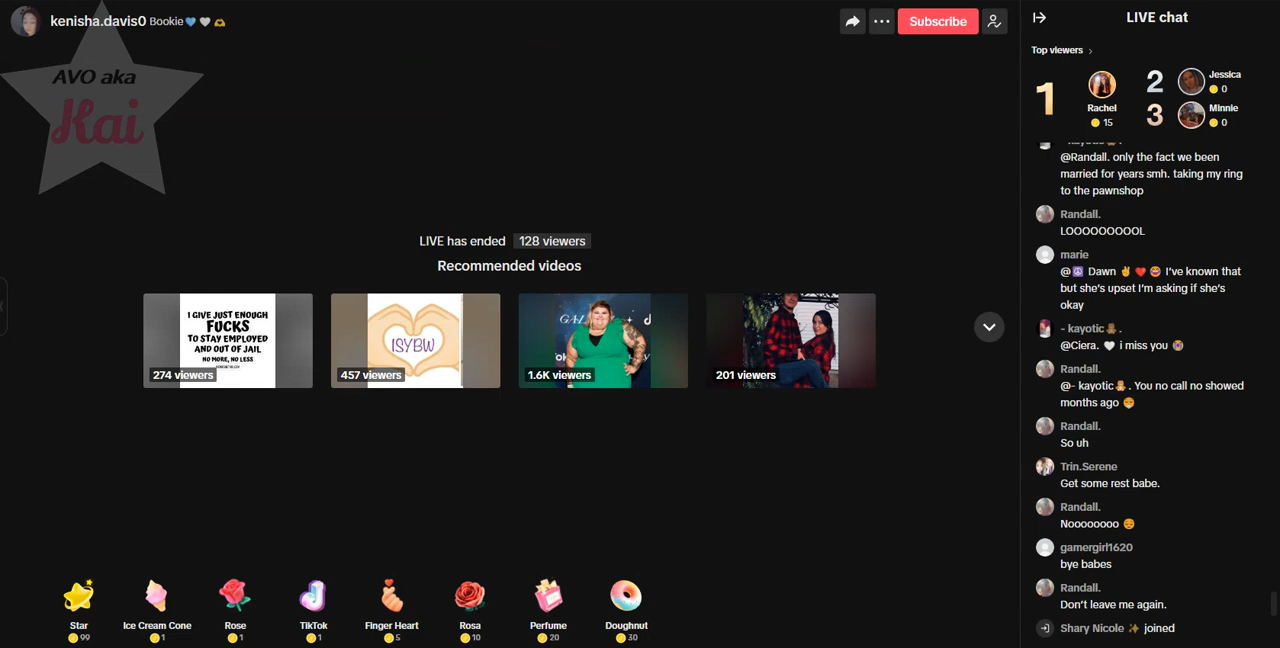 kenisha.davis0 Bookie💙🤍🫶
AVO aka
Kai
Subscribe
LIVE has ended 128 viewers
Recommended videos
I GIVE JUST ENOUGH
FUCKS
TO STAY EMPLOYED
AND OUT OF JAIL
NO MORE, NO LESS
274 viewers
ISYBW
457 viewers
1.6K viewers
201 viewers
Star
99
Ice Cream Cone
1
Rose
1
TikTok
1
Finger Heart
5
Rosa
10
Perfume
20
Doughnut
30
LIVE chat
Top viewers
1
Rachel
15
2
Jessica
0
3
Minnie
0
@Randall. only the fact we been
married for years smh. taking my ring
to the pawnshop
Randall.
LOOOOOOOOOL
marie
@☮️ Dawn ✌️❤️😂 I've known that
but she's upset I'm asking if she's
okay
- kayotic🧸.
@Ciera. 🤍 i miss you 😭
Randall.
@- kayotic🧸. You no call no showed
months ago 😁
Randall.
So uh
Trin.Serene
Get some rest babe.
Randall.
Noooooooo ☺️
gamergirl1620
bye babes
Randall.
Don't leave me again.
Shary Nicole ✨ joined